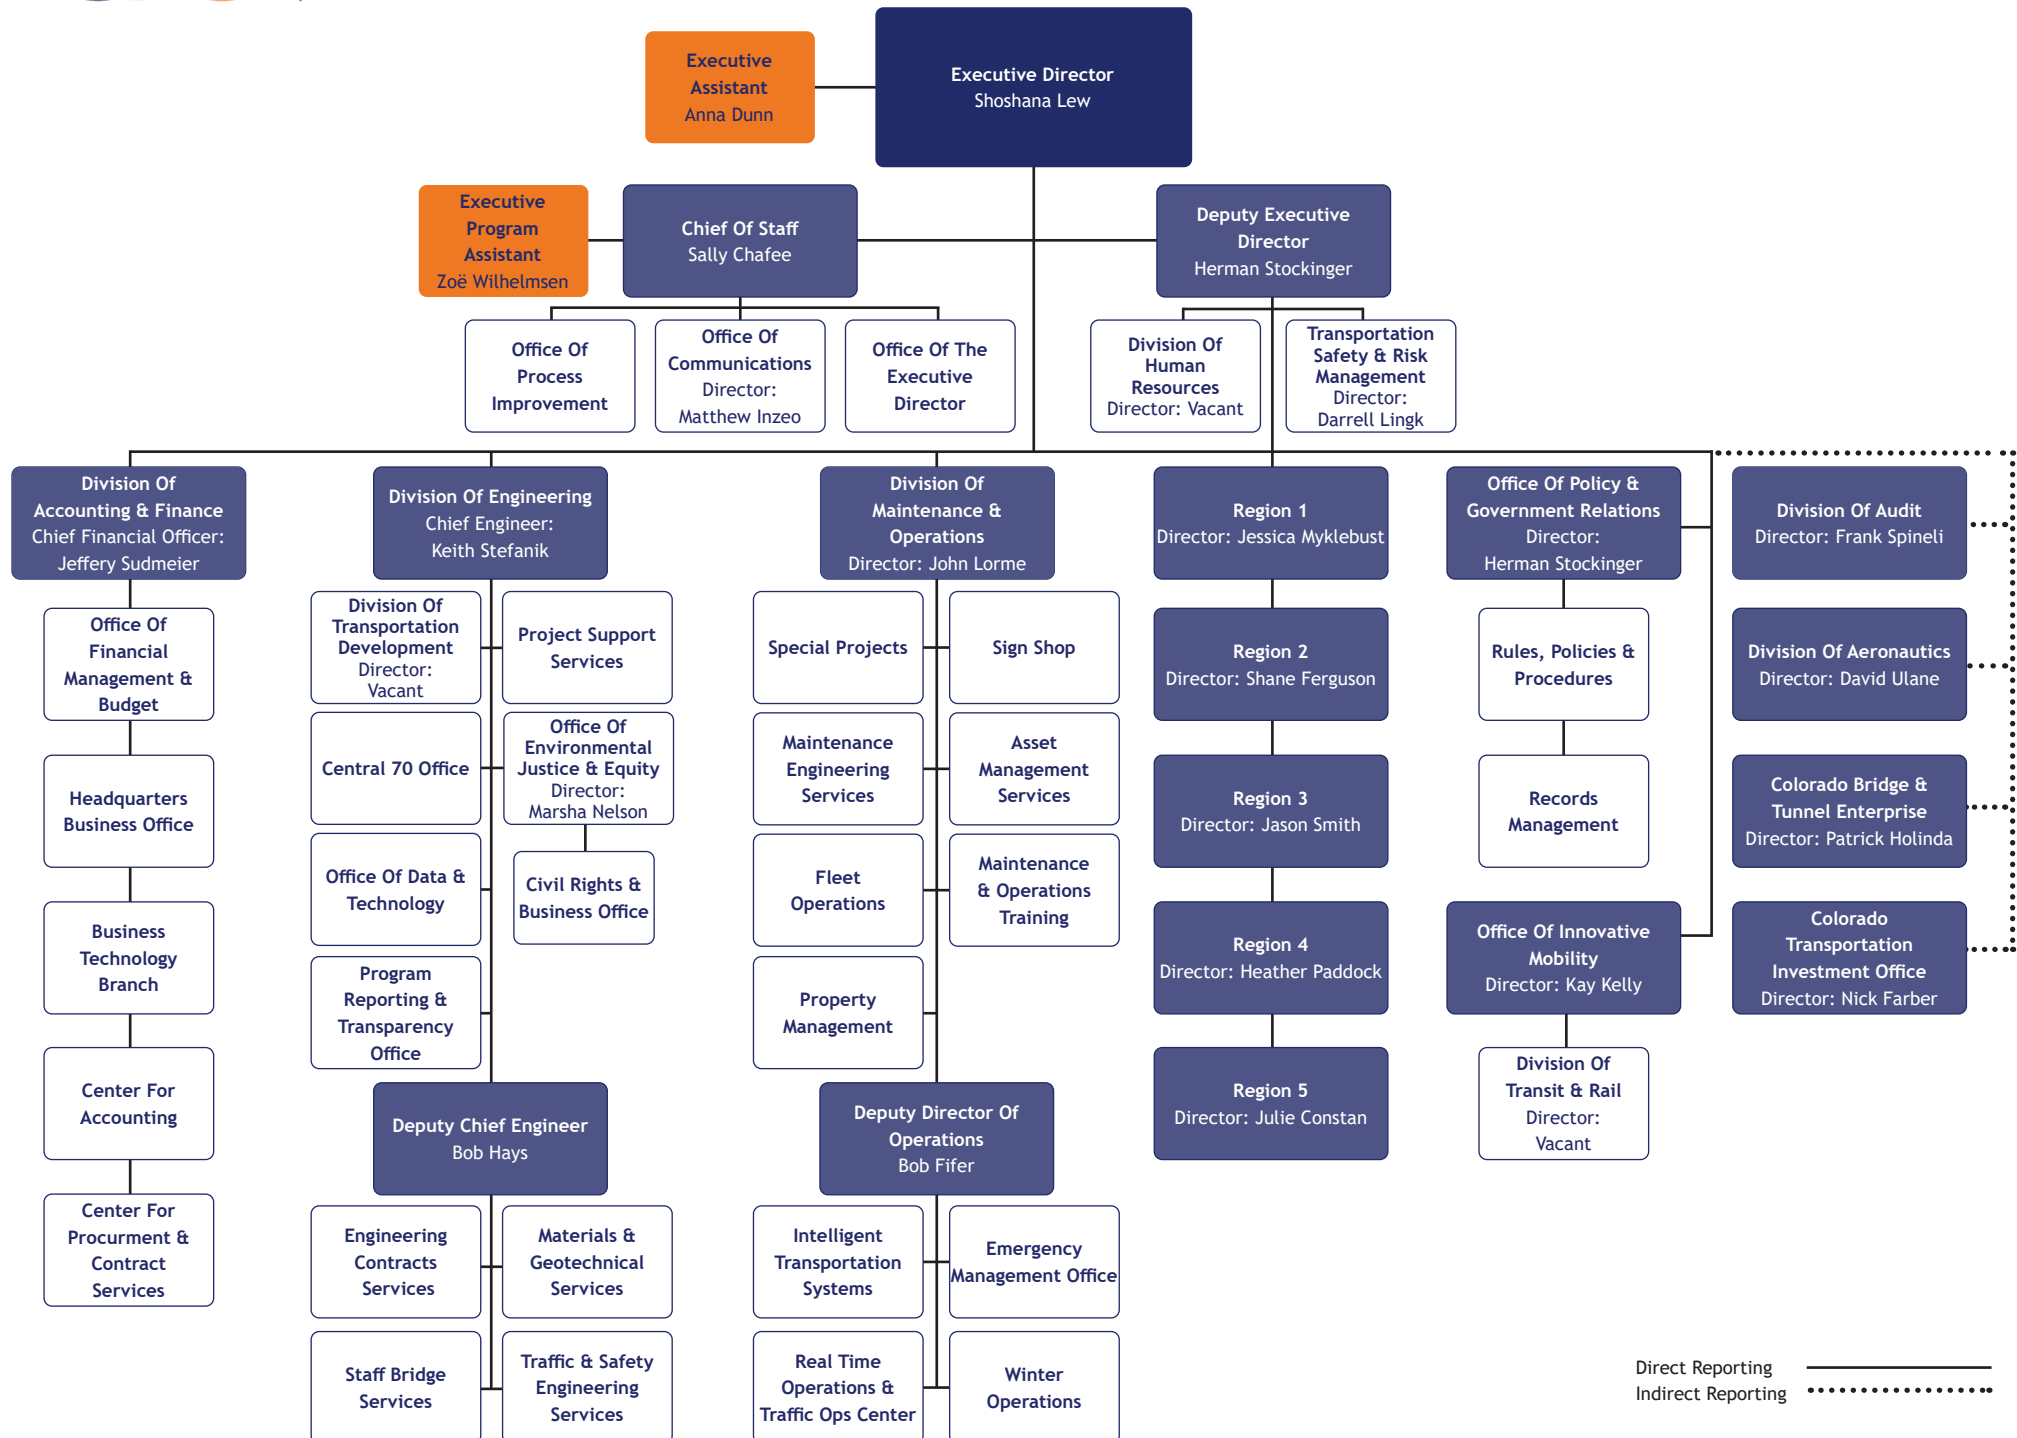 Executive
Assistant
Anna Dunn
Executive Director
Shoshana Lew
Executive
Program
Assistant
Zoë Wilhelmsen
Chief Of Staff
Sally Chafee
Deputy Executive
Director
Herman Stockinger
Office Of
Process
Improvement
Office Of
Communications
Director:
Matthew Inzeo
Office Of The
Executive
Director
Division Of
Human
Resources
Director: Vacant
Transportation
Safety & Risk
Management
Director:
Darrell Lingk
Division Of
Accounting & Finance
Chief Financial Officer:
Jeffery Sudmeier
Office Of
Financial
Management &
Budget
Headquarters
Business Office
Business
Technology
Branch
Center For
Accounting
Center For
Procurment &
Contract
Services
Division Of Engineering
Chief Engineer:
Keith Stefanik
Division Of
Transportation
Development
Director:
Vacant
Project Support
Services
Central 70 Office
Office Of
Environmental
Justice & Equity
Director:
Marsha Nelson
Office Of Data &
Technology
Civil Rights &
Business Office
Program
Reporting &
Transparency
Office
Deputy Chief Engineer
Bob Hays
Engineering
Contracts
Services
Materials &
Geotechnical
Services
Staff Bridge
Services
Traffic & Safety
Engineering
Services
Division Of
Maintenance &
Operations
Director: John Lorme
Special Projects
Sign Shop
Maintenance
Engineering
Services
Asset
Management
Services
Fleet
Operations
Maintenance
& Operations
Training
Property
Management
Deputy Director Of
Operations
Bob Fifer
Intelligent
Transportation
Systems
Emergency
Management Office
Real Time
Operations &
Traffic Ops Center
Winter
Operations
Region 1
Director: Jessica Myklebust
Region 2
Director: Shane Ferguson
Region 3
Director: Jason Smith
Region 4
Director: Heather Paddock
Region 5
Director: Julie Constan
Office Of Policy &
Government Relations
Director:
Herman Stockinger
Rules, Policies &
Procedures
Records
Management
Office Of Innovative
Mobility
Director: Kay Kelly
Division Of
Transit & Rail
Director:
Vacant
Division Of Audit
Director: Frank Spineli
Division Of Aeronautics
Director: David Ulane
Colorado Bridge &
Tunnel Enterprise
Director: Patrick Holinda
Colorado
Transportation
Investment Office
Director: Nick Farber
Direct Reporting
Indirect Reporting